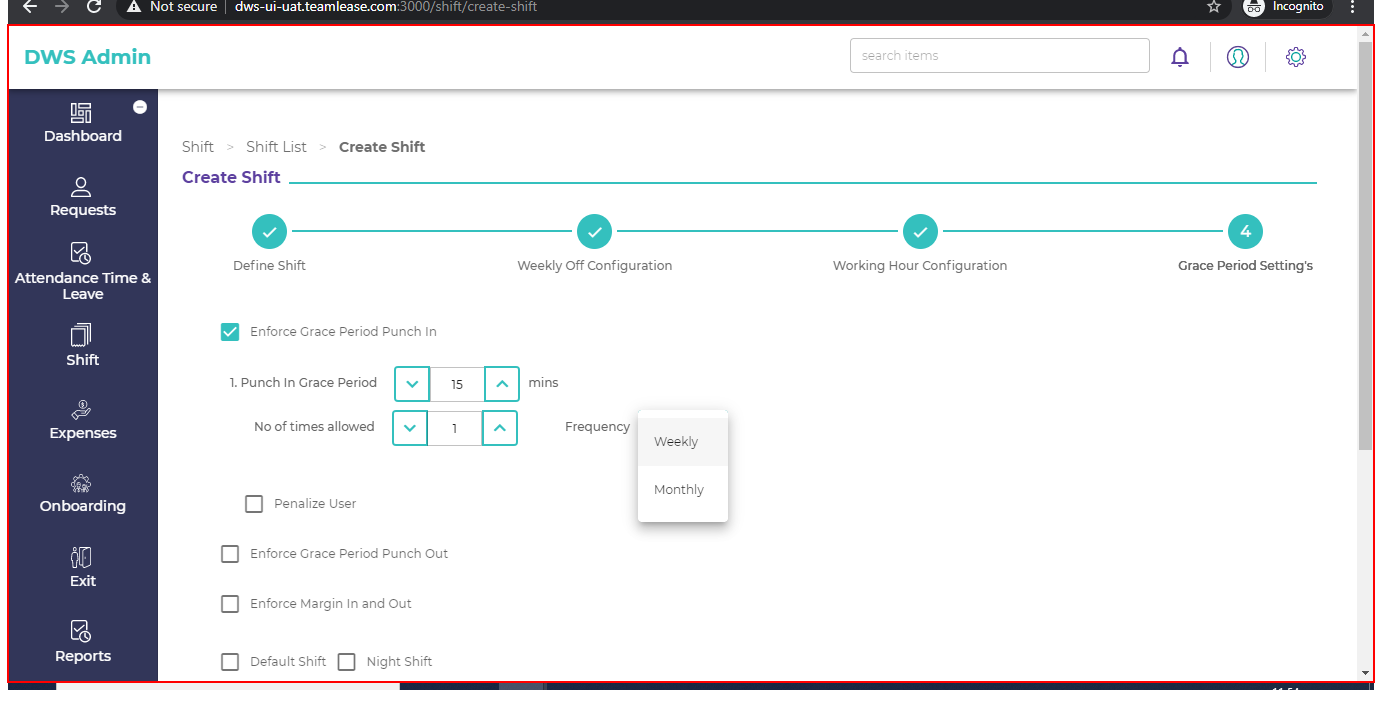 Not secure dws-ui-uat.teamlease.com:3000/shift/create-shift Incognito
DWS Admin
search items
Dashboard
Requests
Attendance Time &
Leave
Shift
Expenses
Onboarding
Exit
Reports
Shift > Shift List > Create Shift
Create Shift
4
Define Shift Weekly Off Configuration Working Hour Configuration Grace Period Setting's
Enforce Grace Period Punch In
1. Punch In Grace Period 15 mins
No of times allowed 1 Frequency
Weekly
Monthly
Penalize User
Enforce Grace Period Punch Out
Enforce Margin In and Out
Default Shift Night Shift